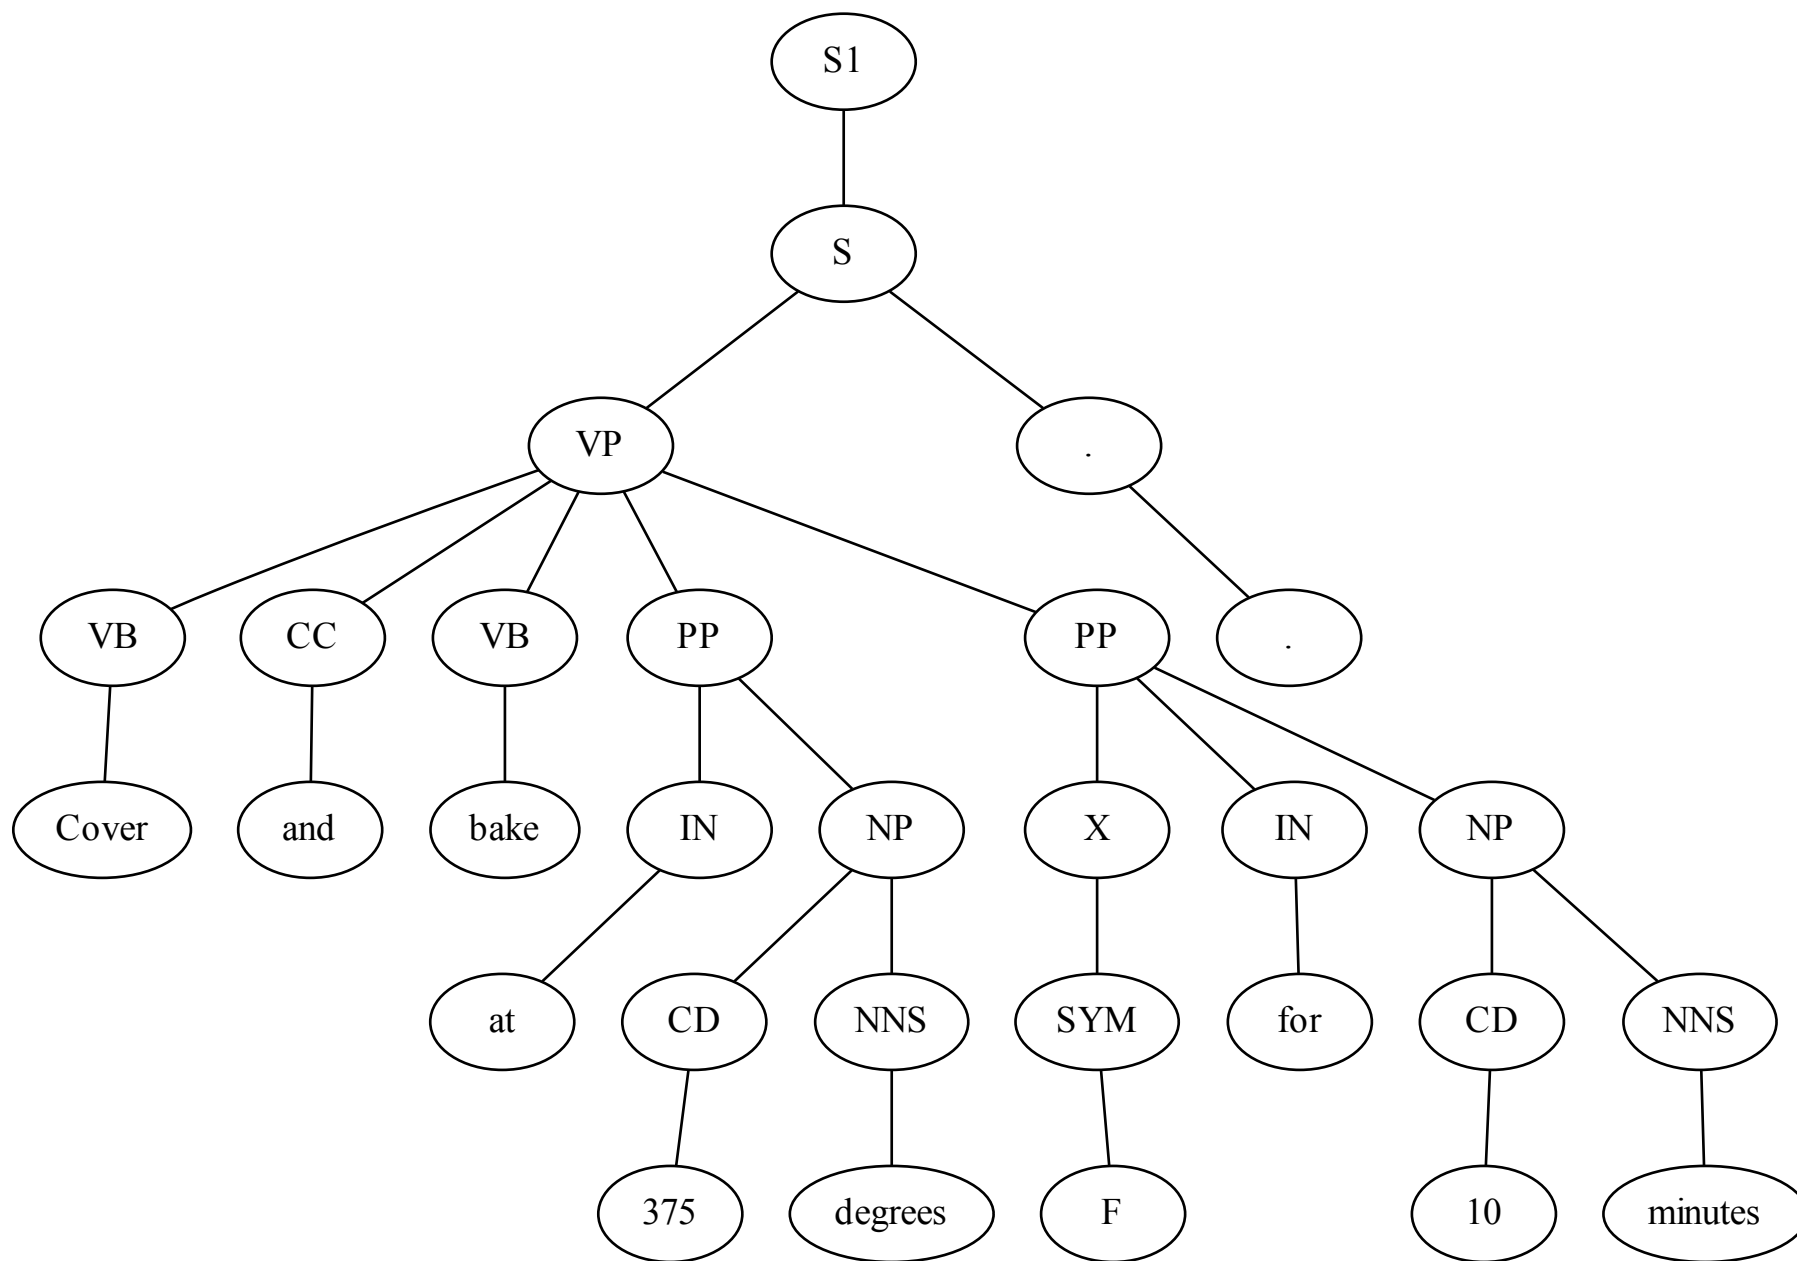 S1
S
VP .
VB CC VB PP PP .
Cover and bake IN NP X IN NP
at CD NNS SYM for CD NNS
375 degrees F 10 minutes